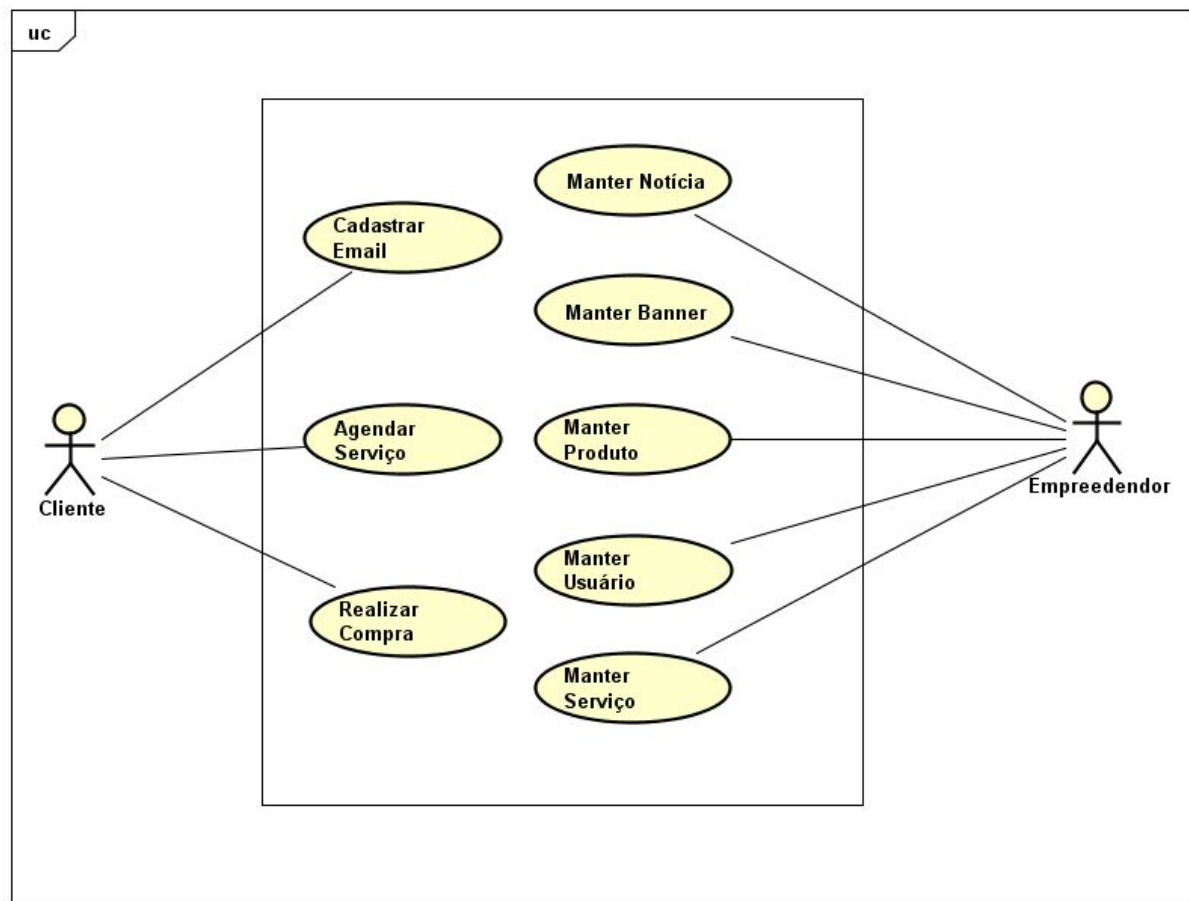 uc
Manter Notícia
Cadastrar
Email
Manter Banner
Agendar
Serviço
Manter
Produto
Cliente
Empreedendor
Manter
Usuário
Realizar
Compra
Manter
Serviço